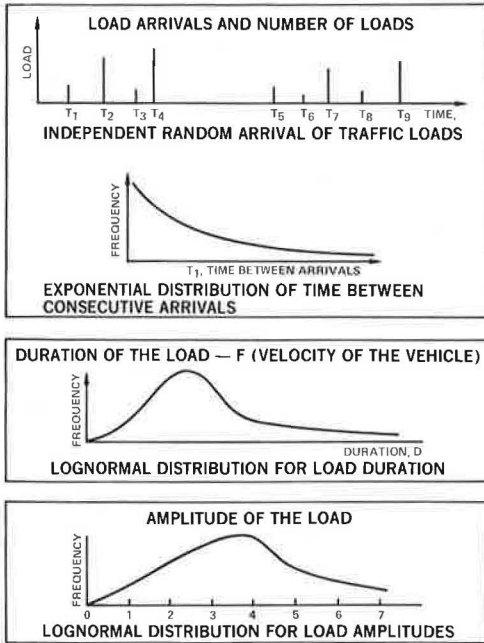 LOAD ARRIVALS AND NUMBER OF LOADS
LOAD
T1 T2 T3 T4 T5 T6 T7 T8 T9 TIME,
INDEPENDENT RANDOM ARRIVAL OF TRAFFIC LOADS
FREQUENCY
T1, TIME BETWEEN ARRIVALS
EXPONENTIAL DISTRIBUTION OF TIME BETWEEN
CONSECUTIVE ARRIVALS
DURATION OF THE LOAD — F (VELOCITY OF THE VEHICLE)
FREQUENCY
DURATION, D
LOGNORMAL DISTRIBUTION FOR LOAD DURATION
AMPLITUDE OF THE LOAD
FREQUENCY
0 1 2 3 4 5 6 7
LOGNORMAL DISTRIBUTION FOR LOAD AMPLITUDES